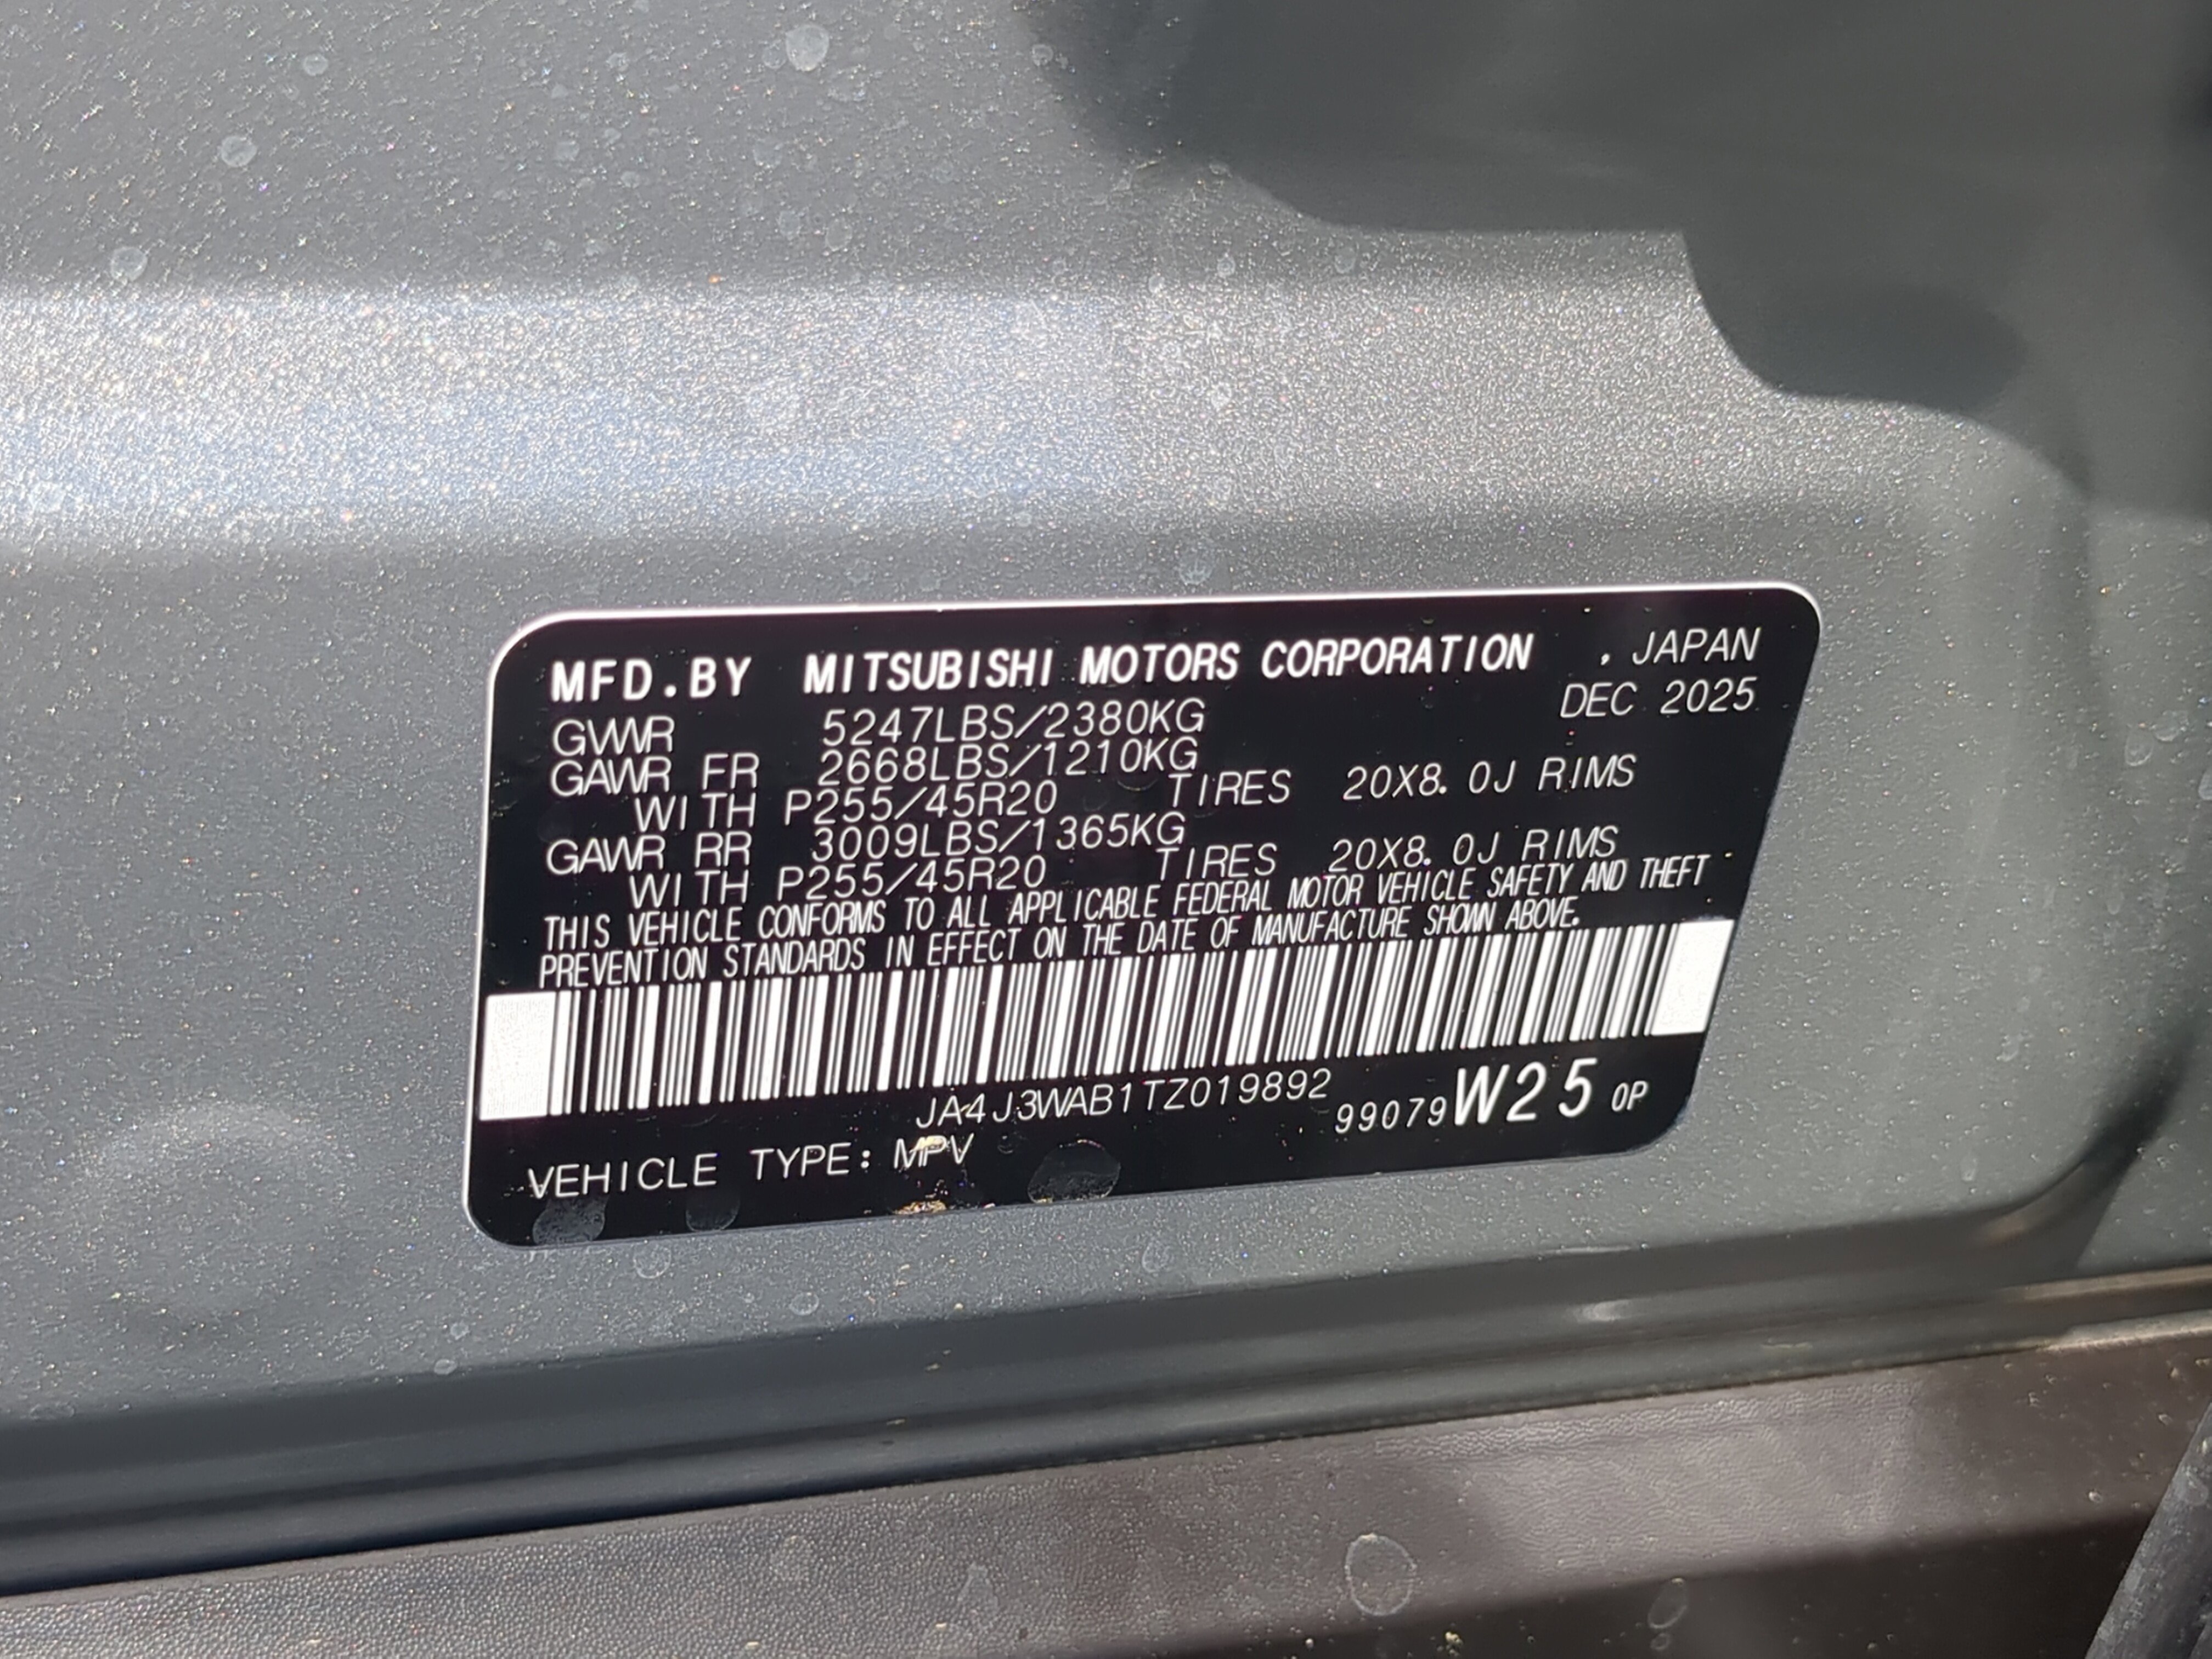 MFD.BY MITSUBISHI MOTORS CORPORATION , JAPAN
DEC 2025
GVWR 5247LBS/2380KG
GAWR FR 2668LBS/1210KG
WITH P255/45R20 TIRES 20X8.0J RIMS
GAWR RR 3009LBS/1365KG
WITH P255/45R20 TIRES 20X8.0J RIMS
THIS VEHICLE CONFORMS TO ALL APPLICABLE FEDERAL MOTOR VEHICLE SAFETY AND THEFT
PREVENTION STANDARDS IN EFFECT ON THE DATE OF MANUFACTURE SHOWN ABOVE.
JA4J3WAB1TZ019892
99079 W25 0P
VEHICLE TYPE: MPV